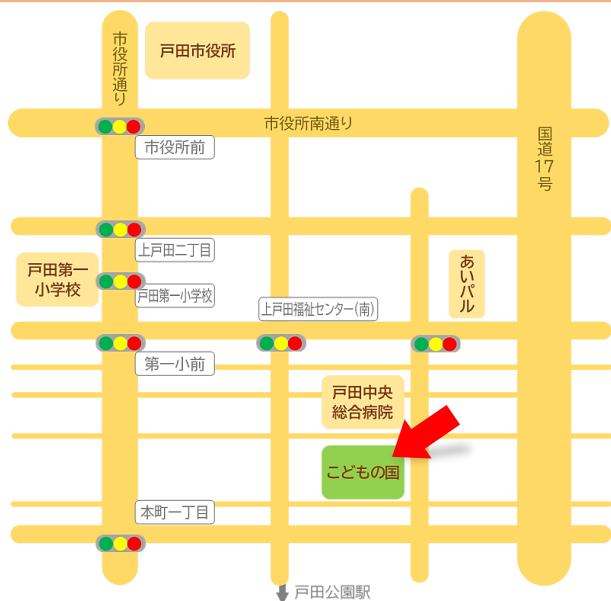 市役所通り
戸田市役所
市役所南通り
国道17号
市役所前
上戸田二丁目
戸田第一
小学校
戸田第一小学校
あいパル
上戸田福祉センター(南)
第一小前
戸田中央
総合病院
こどもの国
本町一丁目
戸田公園駅